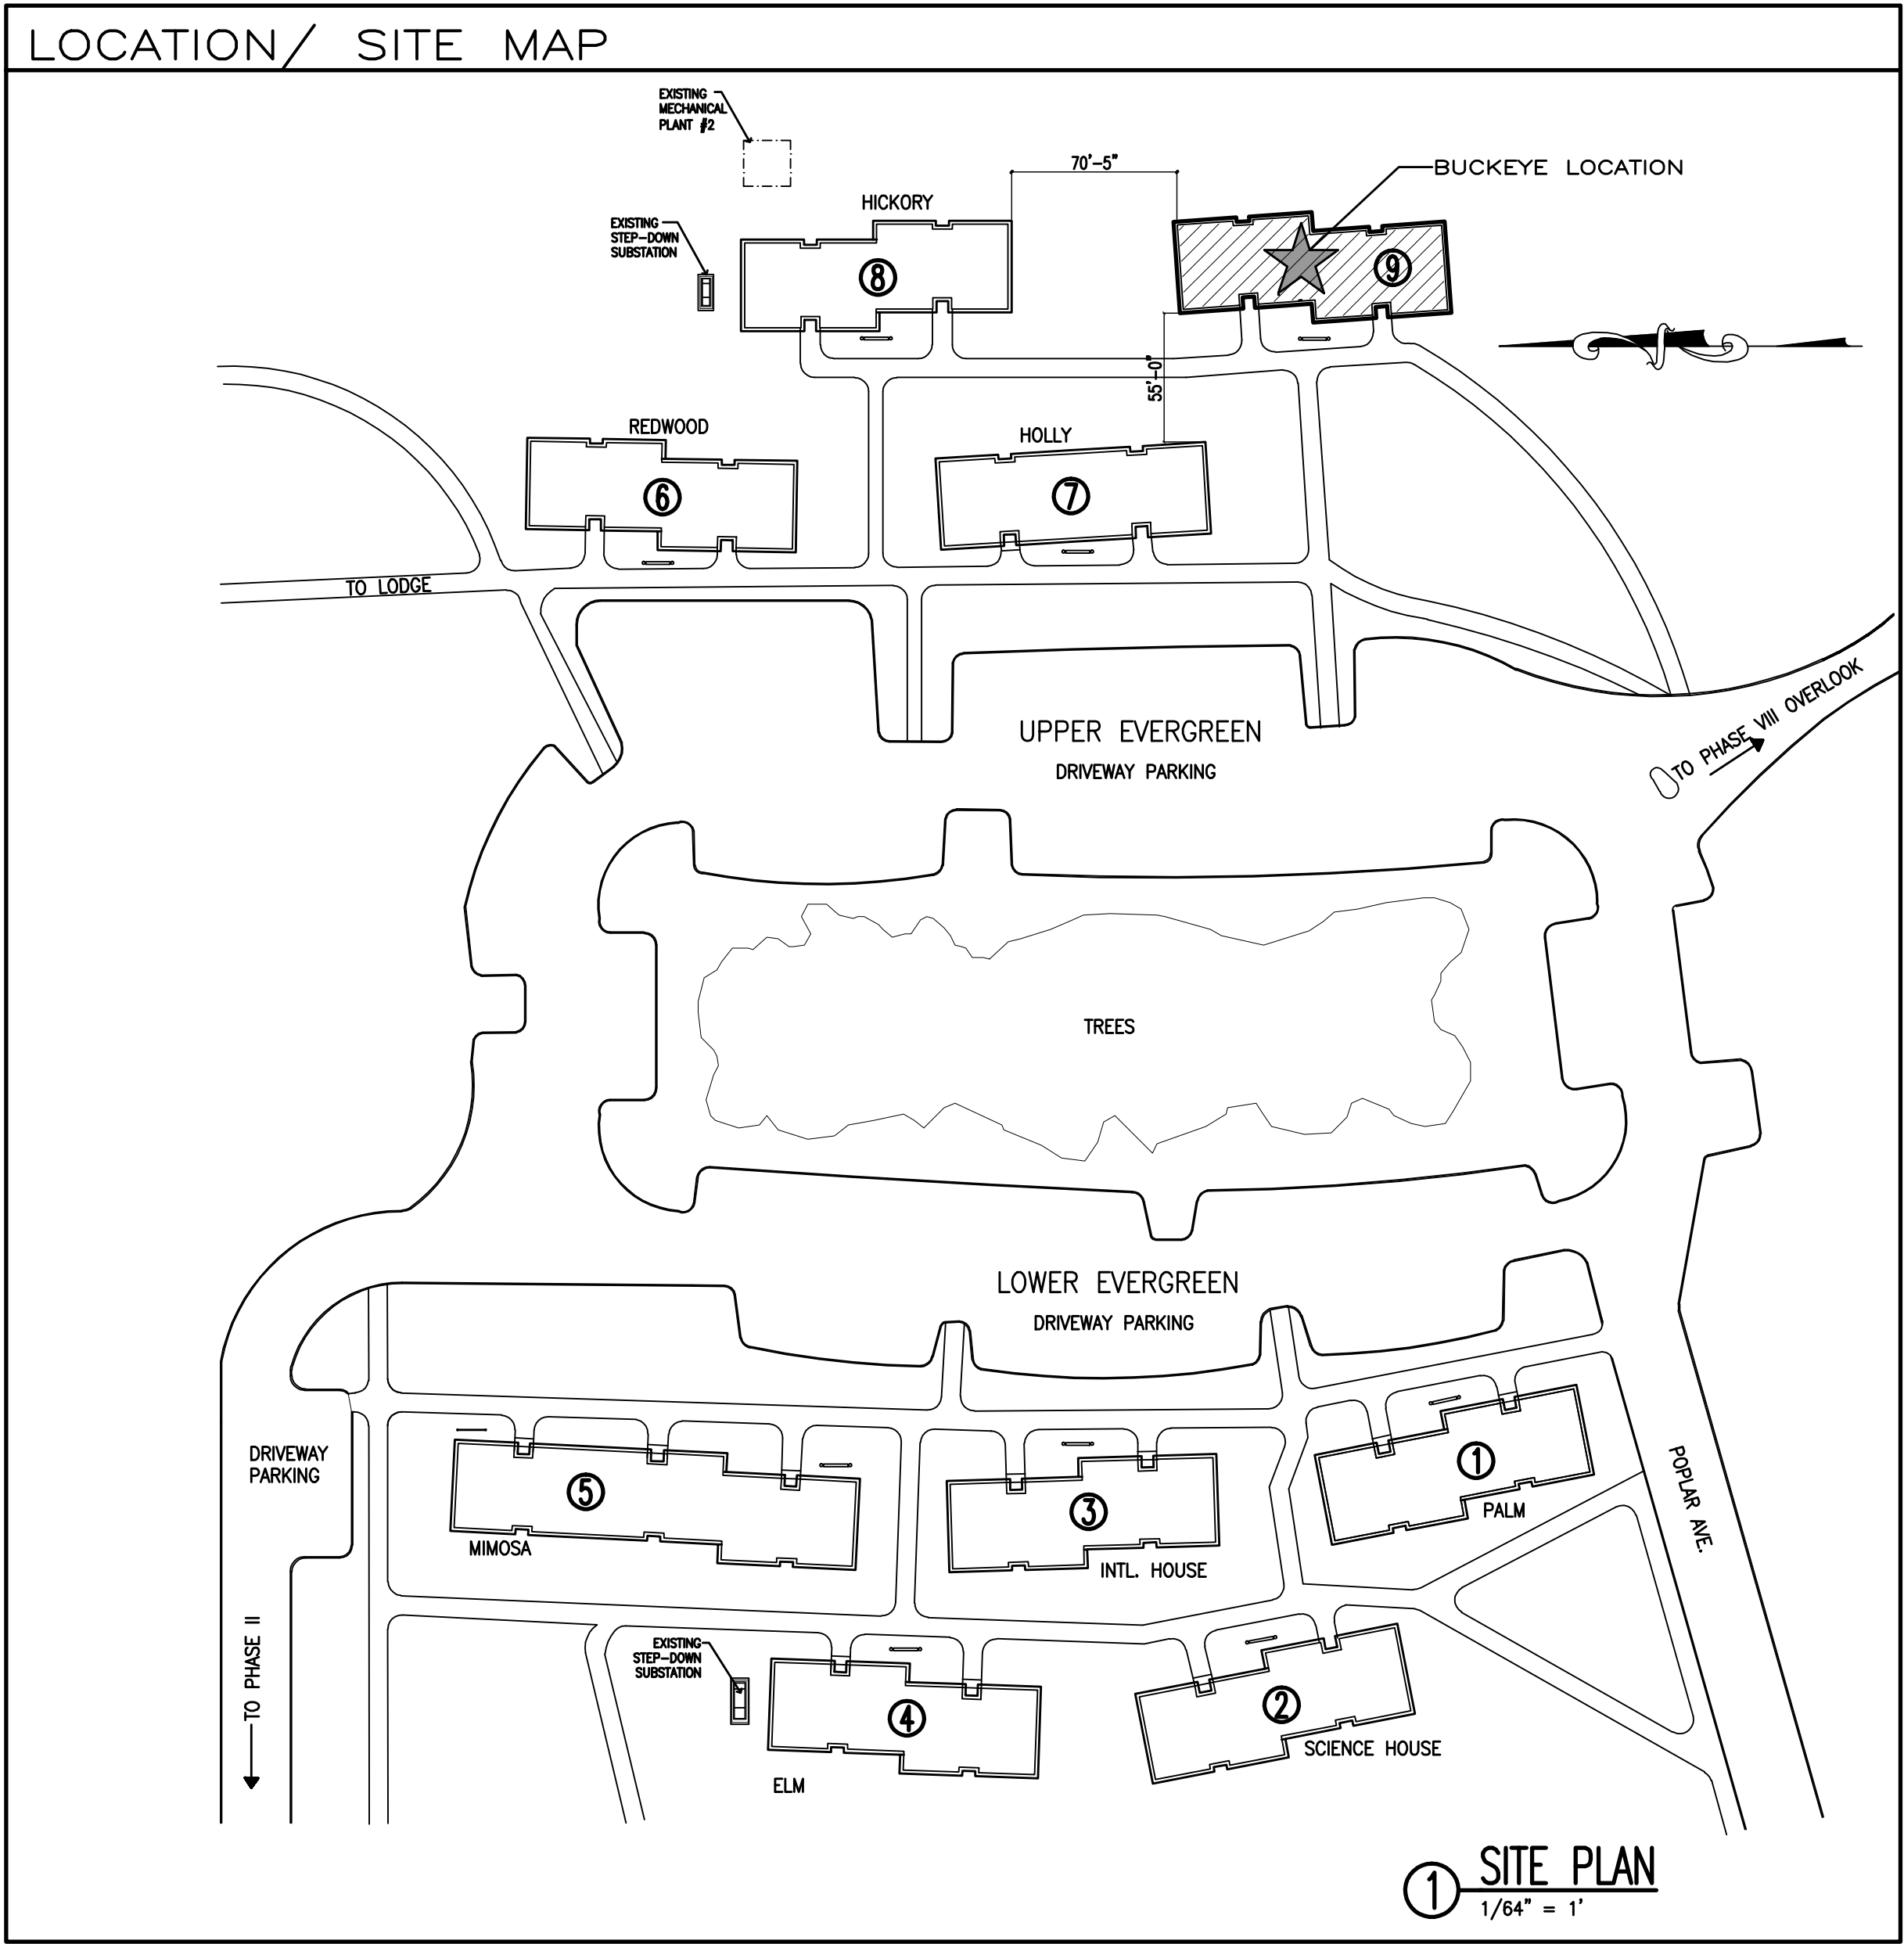 LOCATION/ SITE MAP
EXISTING
MECHANICAL
PLANT #2
70'-5"
BUCKEYE LOCATION
HICKORY
EXISTING
STEP-DOWN
SUBSTATION
8
9
N
55'-0"
REDWOOD
HOLLY
6
7
TO LODGE
UPPER EVERGREEN
DRIVEWAY PARKING
TO PHASE VIII OVERLOOK
TREES
LOWER EVERGREEN
DRIVEWAY PARKING
DRIVEWAY
PARKING
5
MIMOSA
3
INTL. HOUSE
1
PALM
POPLAR AVE.
TO PHASE II
EXISTING
STEP-DOWN
SUBSTATION
4
ELM
2
SCIENCE HOUSE
1 SITE PLAN
1/64" = 1'